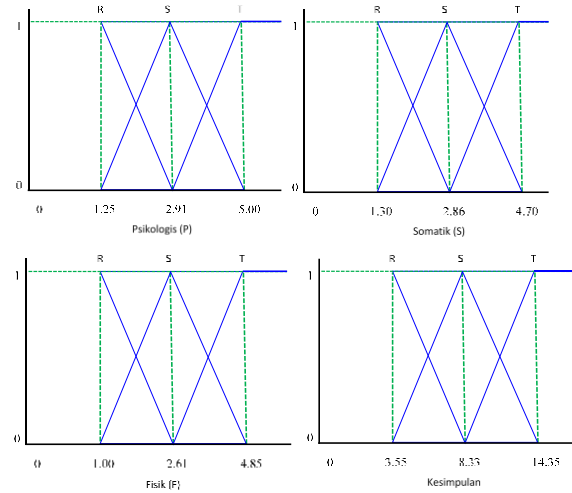 R S T
1
0
0 1.25 2.91 5.00
Psikologis (P)
R S T
1
0
0 1.30 2.86 4.70
Somatik (S)
R S T
1
0
0 1.00 2.61 4.85
Fisik (F)
R S T
1
0
0 3.55 8.33 14.35
Kesimpulan